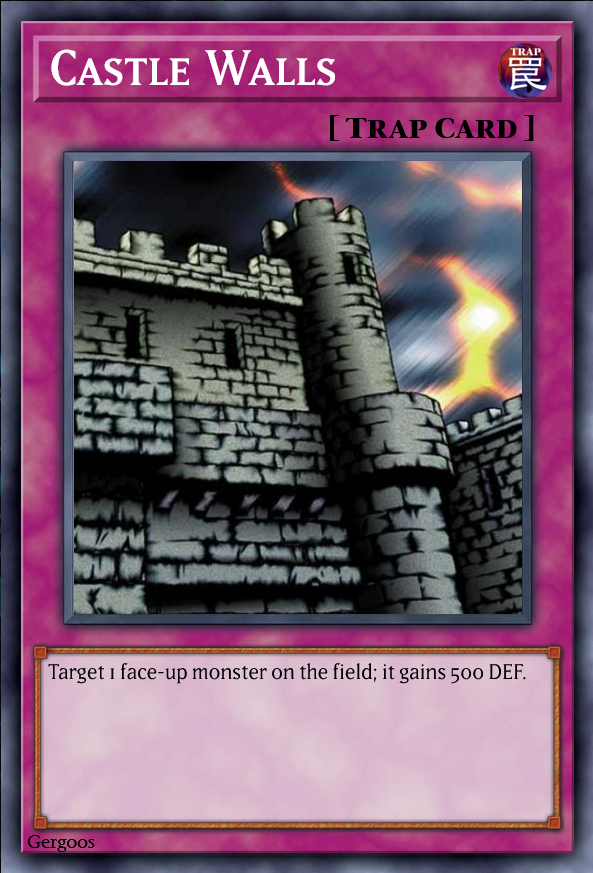 Castle Walls
TRAP
罠
[ Trap Card ]
Target 1 face-up monster on the field; it gains 500 DEF.
Gergoos